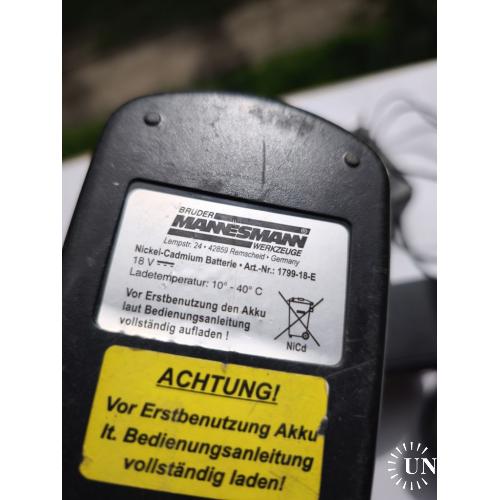 BRUDER
MANNESMANN®
WERKZEUGE
Lempstr. 24 • 42859 Remscheid • Germany
Nickel-Cadmium Batterie • Art.-Nr.: 1799-18-E
18 V
Ladetemperatur: 10° - 40° C
Vor Erstbenutzung den Akku
laut Bedienungsanleitung
vollständig aufladen !
NiCd
ACHTUNG!
Vor Erstbenutzung Akku
lt. Bedienungsanleitung
vollständig laden!
UN